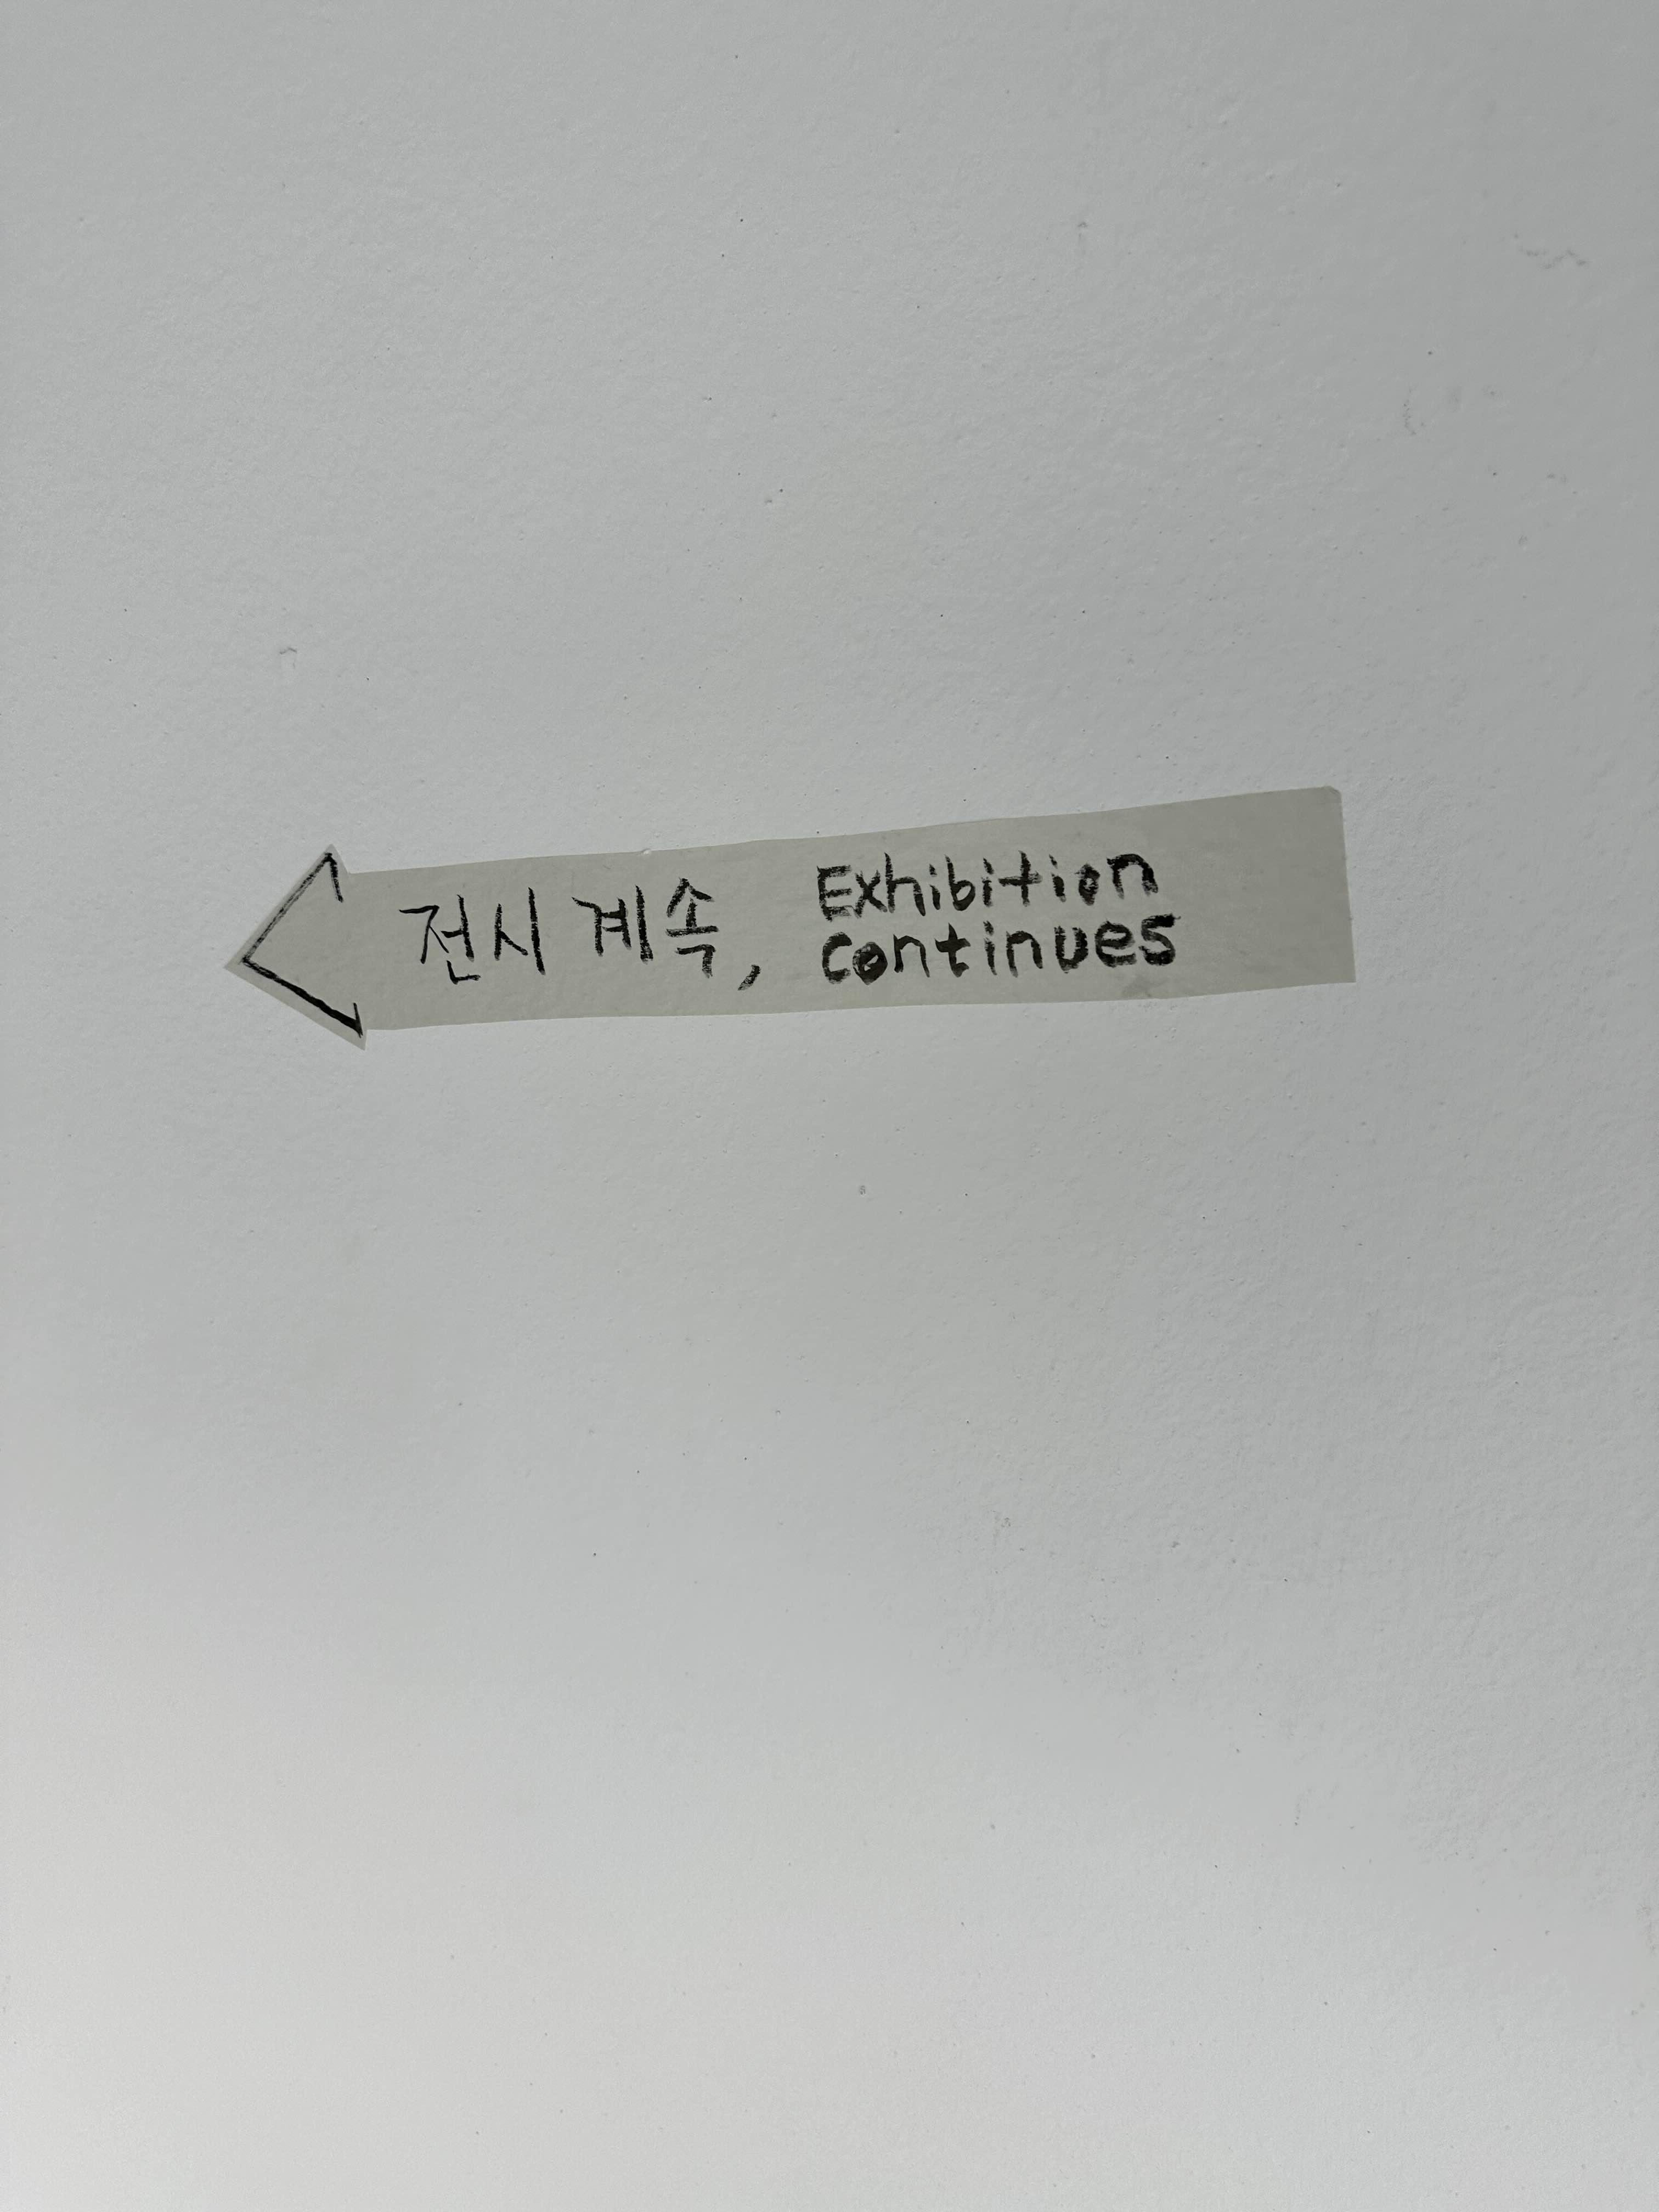 전시 계속, Exhibition
continues